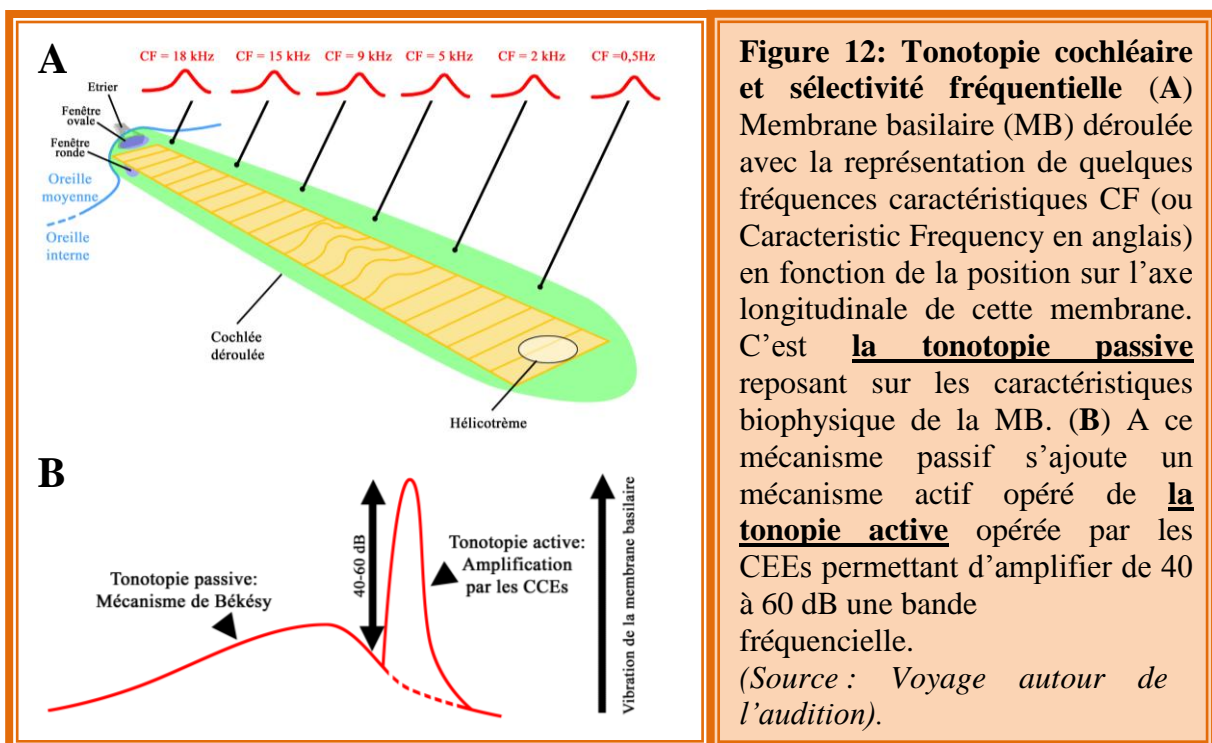 A
CF = 18 kHz CF = 15 kHz CF = 9 kHz CF = 5 kHz CF = 2 kHz CF =0,5Hz
Etrier
Fenêtre
ovale
Fenêtre
ronde
Oreille
moyenne
Oreille
interne
Cochlée
déroulée
Hélicotrème
B
Tonotopie passive:
Mécanisme de Békésy
40-60 dB
Tonotopie active:
Amplification
par les CCEs
Vibration de la membrane basilaire
Figure 12: Tonotopie cochléaire
et sélectivité fréquentielle (A)
Membrane basilaire (MB) déroulée
avec la représentation de quelques
fréquences caractéristiques CF (ou
Caracteristic Frequency en anglais)
en fonction de la position sur l’axe
longitudinale de cette membrane.
C’est la tonotopie passive
reposant sur les caractéristiques
biophysique de la MB. (B) A ce
mécanisme passif s’ajoute un
mécanisme actif opéré de la
tonopie active opérée par les
CEEs permettant d’amplifier de 40
à 60 dB une bande
fréquencielle.
(Source : Voyage autour de
l’audition).